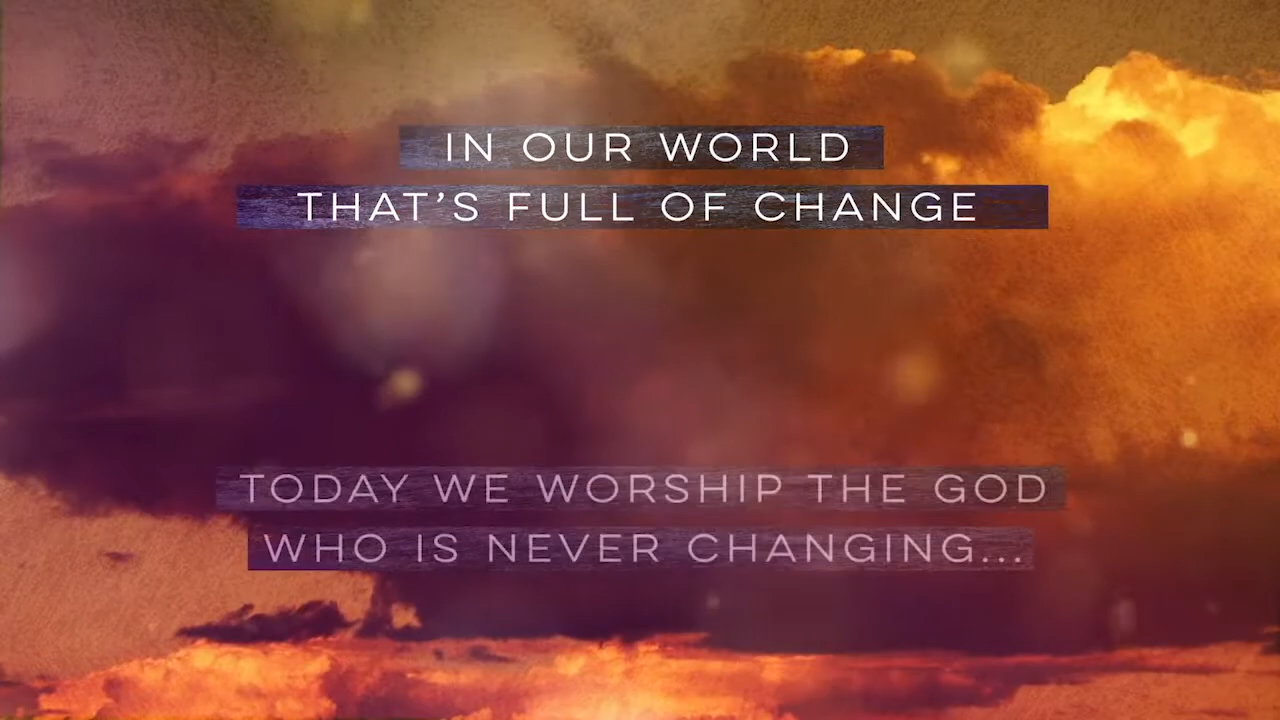 IN OUR WORLD
THAT'S FULL OF CHANGE
TODAY WE WORSHIP THE GOD
WHO IS NEVER CHANGING...